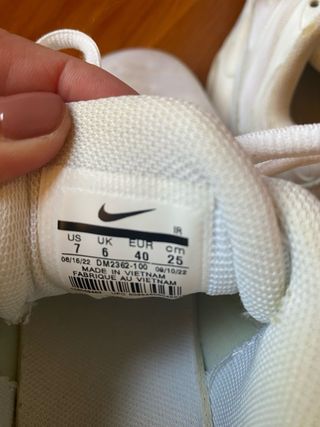 IR
US UK EUR cm
7 6 40 25
06/16/22 DM2362-100 09/10/22
MADE IN VIETNAM
FABRIQUE AU VIETNAM